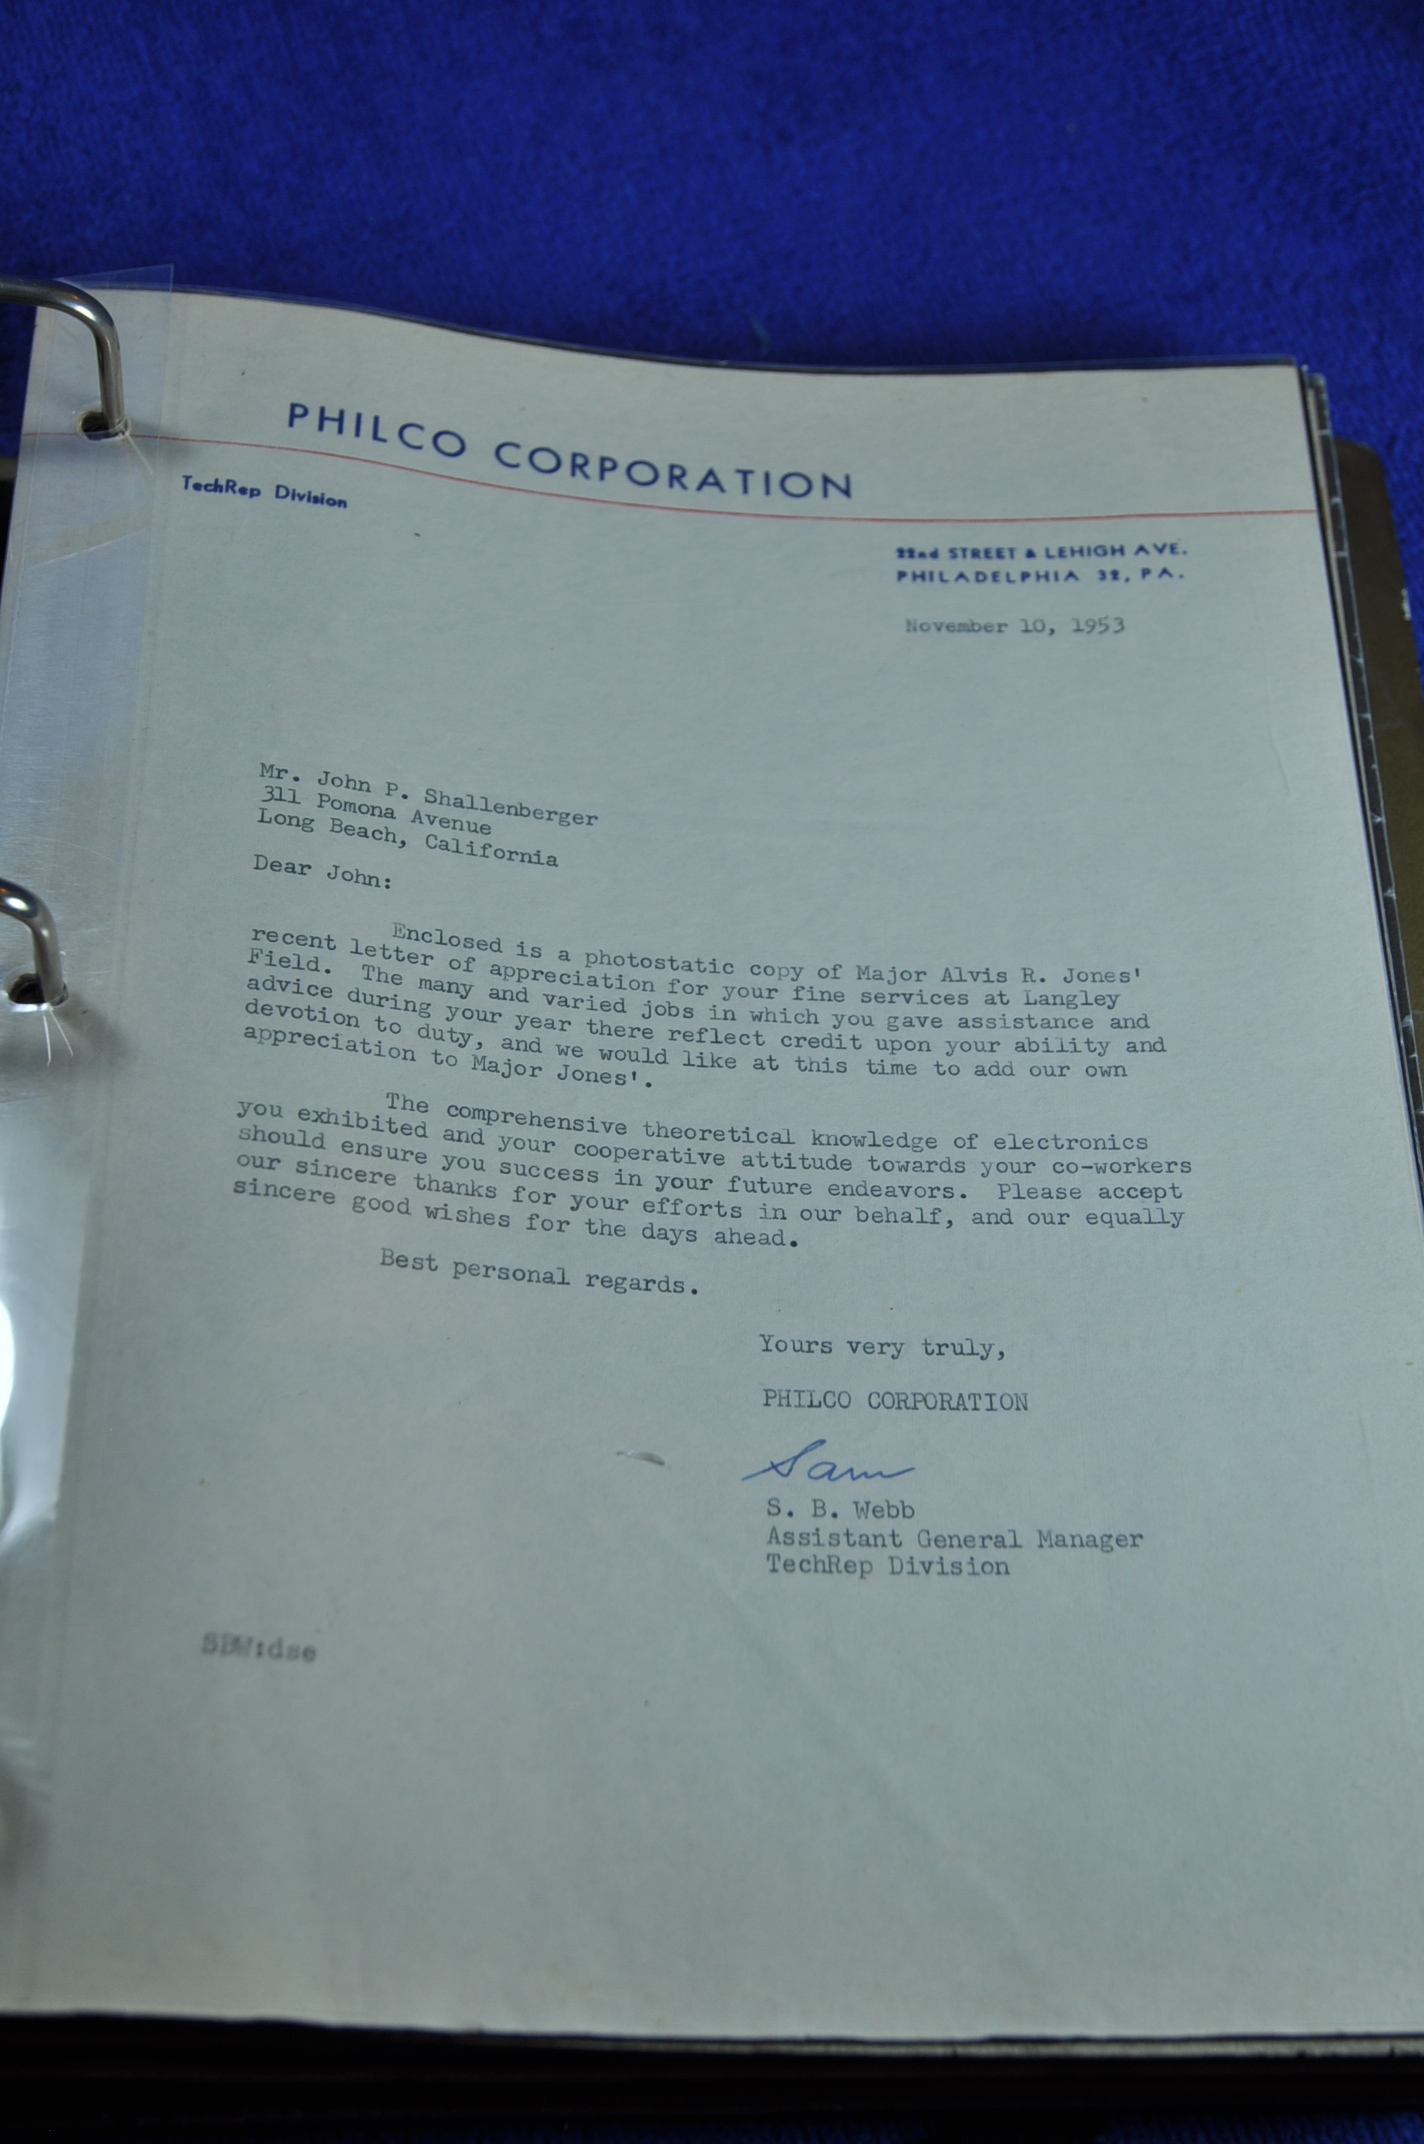 PHILCO CORPORATION
TechRep Division
22nd STREET & LEHIGH AVE.
PHILADELPHIA 32, PA.
November 10, 1953
Mr. John P. Shallenberger
311 Pomona Avenue
Long Beach, California
Dear John:
Enclosed is a photostatic copy of Major Alvis R. Jones'
recent letter of appreciation for your fine services at Langley
Field. The many and varied jobs in which you gave assistance and
advice during your year there reflect credit upon your ability and
devotion to duty, and we would like at this time to add our own
appreciation to Major Jones'.
The comprehensive theoretical knowledge of electronics
you exhibited and your cooperative attitude towards your co-workers
should ensure you success in your future endeavors. Please accept
our sincere thanks for your efforts in our behalf, and our equally
sincere good wishes for the days ahead.
Best personal regards.
Yours very truly,
PHILCO CORPORATION
Sam
S. B. Webb
Assistant General Manager
TechRep Division
SBW:dse